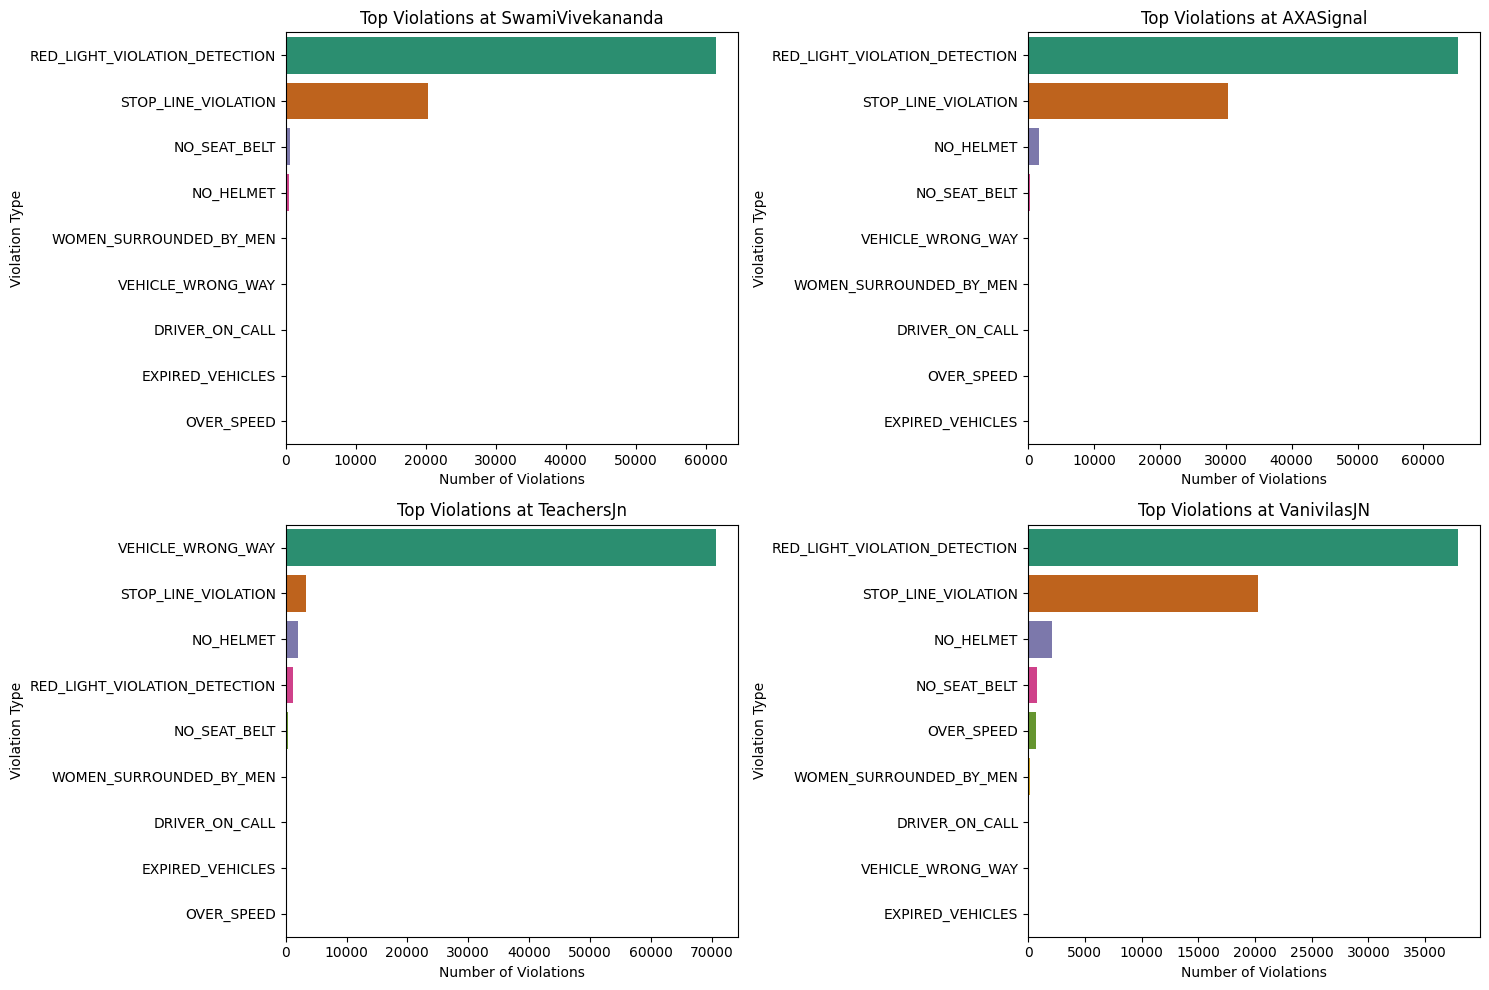 Top Violations at SwamiVivekananda
RED_LIGHT_VIOLATION_DETECTION
STOP_LINE_VIOLATION
NO_SEAT_BELT
NO_HELMET
WOMEN_SURROUNDED_BY_MEN
VEHICLE_WRONG_WAY
DRIVER_ON_CALL
EXPIRED_VEHICLES
OVER_SPEED
Violation Type
0 10000 20000 30000 40000 50000 60000
Number of Violations
Top Violations at AXASignal
RED_LIGHT_VIOLATION_DETECTION
STOP_LINE_VIOLATION
NO_HELMET
NO_SEAT_BELT
VEHICLE_WRONG_WAY
WOMEN_SURROUNDED_BY_MEN
DRIVER_ON_CALL
OVER_SPEED
EXPIRED_VEHICLES
Violation Type
0 10000 20000 30000 40000 50000 60000
Number of Violations
Top Violations at TeachersJn
VEHICLE_WRONG_WAY
STOP_LINE_VIOLATION
NO_HELMET
RED_LIGHT_VIOLATION_DETECTION
NO_SEAT_BELT
WOMEN_SURROUNDED_BY_MEN
DRIVER_ON_CALL
EXPIRED_VEHICLES
OVER_SPEED
Violation Type
0 10000 20000 30000 40000 50000 60000 70000
Number of Violations
Top Violations at VanivilasJN
RED_LIGHT_VIOLATION_DETECTION
STOP_LINE_VIOLATION
NO_HELMET
NO_SEAT_BELT
OVER_SPEED
WOMEN_SURROUNDED_BY_MEN
DRIVER_ON_CALL
VEHICLE_WRONG_WAY
EXPIRED_VEHICLES
Violation Type
0 5000 10000 15000 20000 25000 30000 35000
Number of Violations